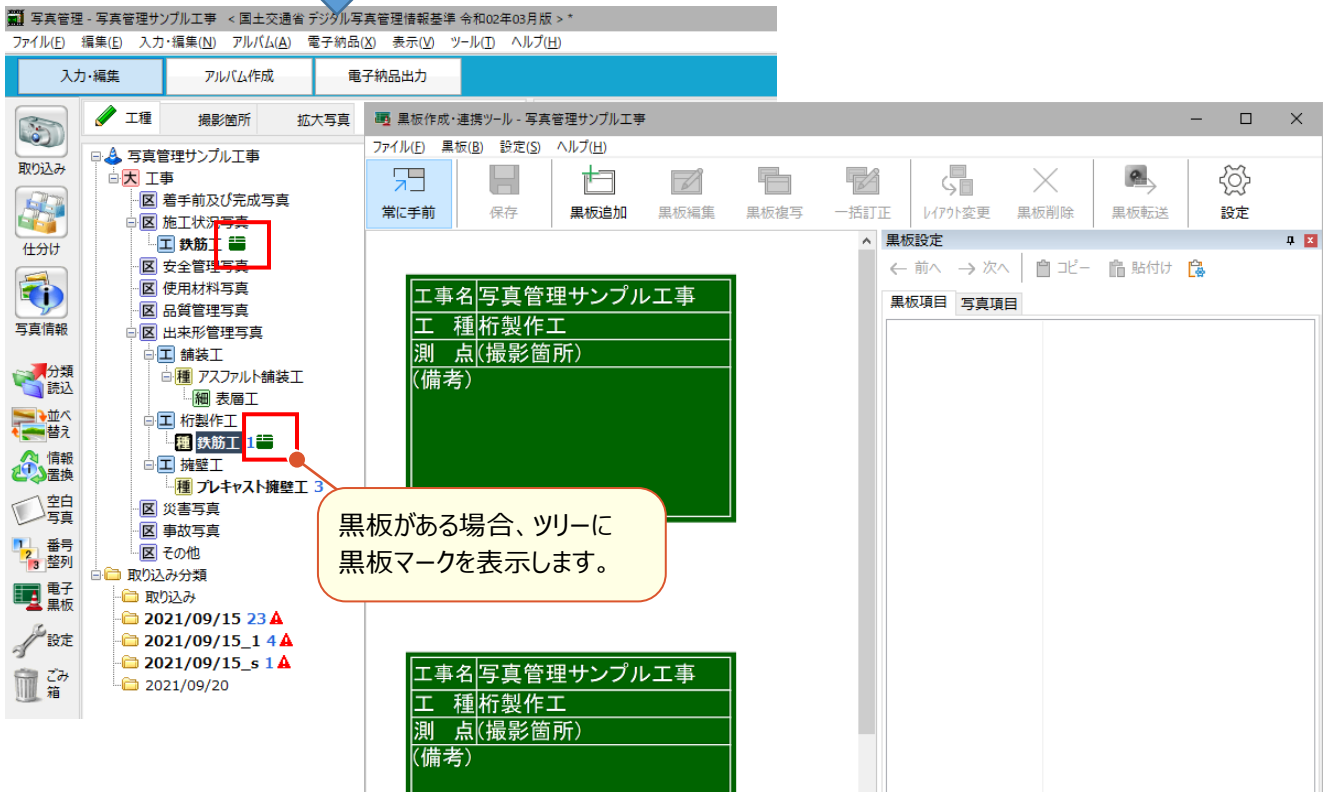 写真管理 - 写真管理サンプル工事 < 国土交通省 デジタル写真管理情報基準 令和02年03月版 > *
ファイル(F) 編集(E) 入力・編集(N) アルバム(A) 電子納品(X) 表示(V) ツール(T) ヘルプ(H)
入力・編集 アルバム作成 電子納品出力
取り込み
仕分け
写真情報
分類
読込
並べ
替え
情報
置換
空白
写真
1 2 3
番号
整列
電子
黒板
設定
ごみ
箱
工種 撮影箇所 拡大写真
写真管理サンプル工事
大 工事
区 着手前及び完成写真
区 施工状況写真
工 鉄筋工
区 安全管理写真
区 使用材料写真
区 品質管理写真
区 出来形管理写真
工 舗装工
種 アスファルト舗装工
細 表層工
工 桁製作工
種 鉄筋工 1
工 擁壁工
種 プレキャスト擁壁工 3
区 災害写真
区 事故写真
区 その他
取り込み分類
取り込み
2021/09/15 23
2021/09/15_1 4
2021/09/15_s 1
2021/09/20
黒板作成・連携ツール - 写真管理サンプル工事
ファイル(F) 黒板(B) 設定(S) ヘルプ(H)
常に手前 保存 黒板追加 黒板編集 黒板複写 一括訂正 レイアウト変更 黒板削除 黒板転送 設定
工事名 写真管理サンプル工事
工 種 桁製作工
測 点 (撮影箇所)
(備考)
工事名 写真管理サンプル工事
工 種 桁製作工
測 点 (撮影箇所)
(備考)
黒板設定
← 前へ → 次へ コピー 貼付け
黒板項目 写真項目
黒板がある場合、ツリーに
黒板マークを表示します。